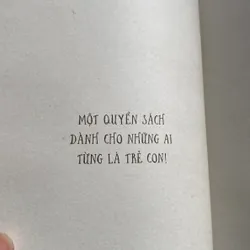 MỘT QUYỂN SÁCH
DÀNH CHO NHỮNG AI
TỪNG LÀ TRẺ CON!